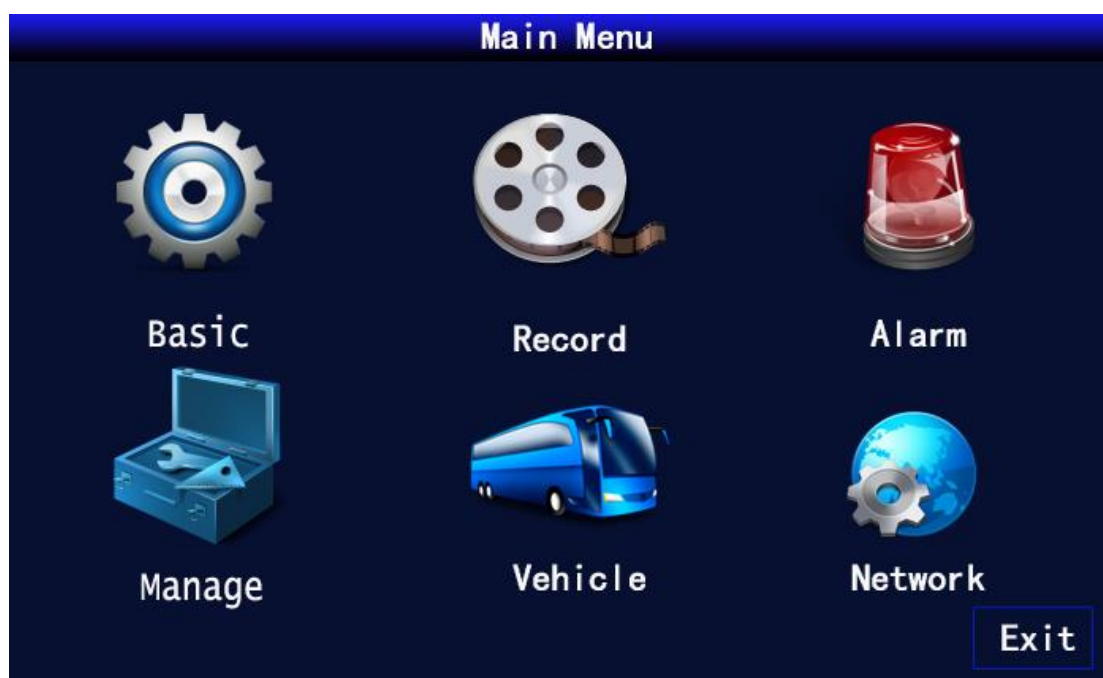 Main Menu
Basic
Record
Alarm
Manage
Vehicle
Network
Exit